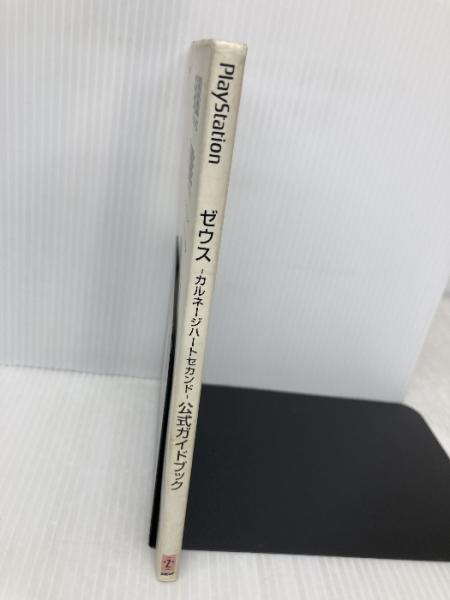 PlayStation
ゼウス
-カルネージハートセカンド-
公式ガイドブック